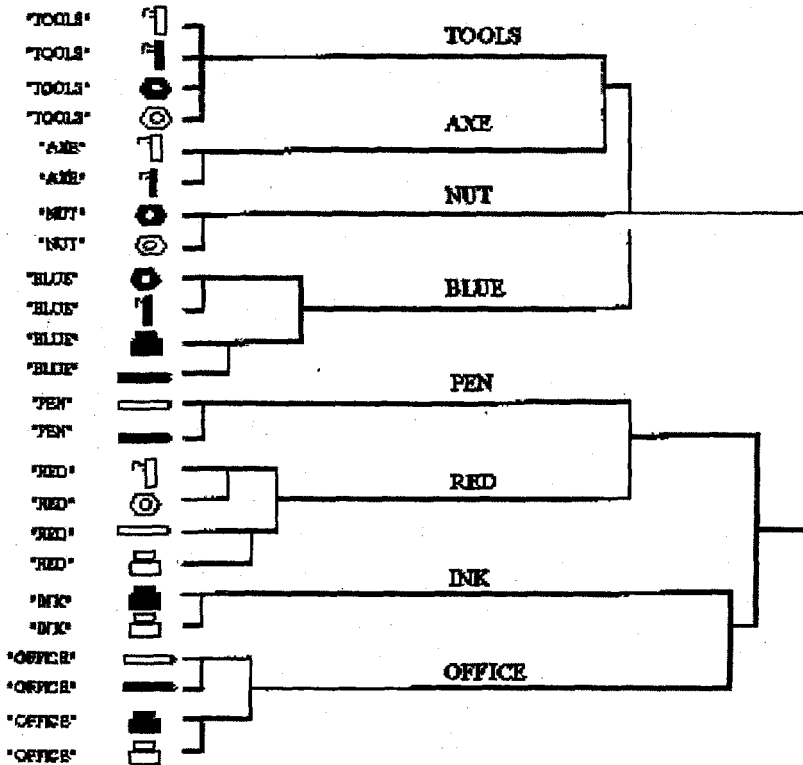 "TOOLS"
TOOLS
"TOOLS"
"TOOLS"
"TOOLS"
"AXE"
AXE
"AXE"
"NUT"
NUT
"NUT"
"BLUE"
BLUE
"BLUE"
"BLUE"
"BLUE"
PEN
"PEN"
"PEN"
"RED"
RED
"RED"
"RED"
"RED"
INK
"INK"
"INK"
"OFFICE"
OFFICE
"OFFICE"
"OFFICE"
"OFFICE"